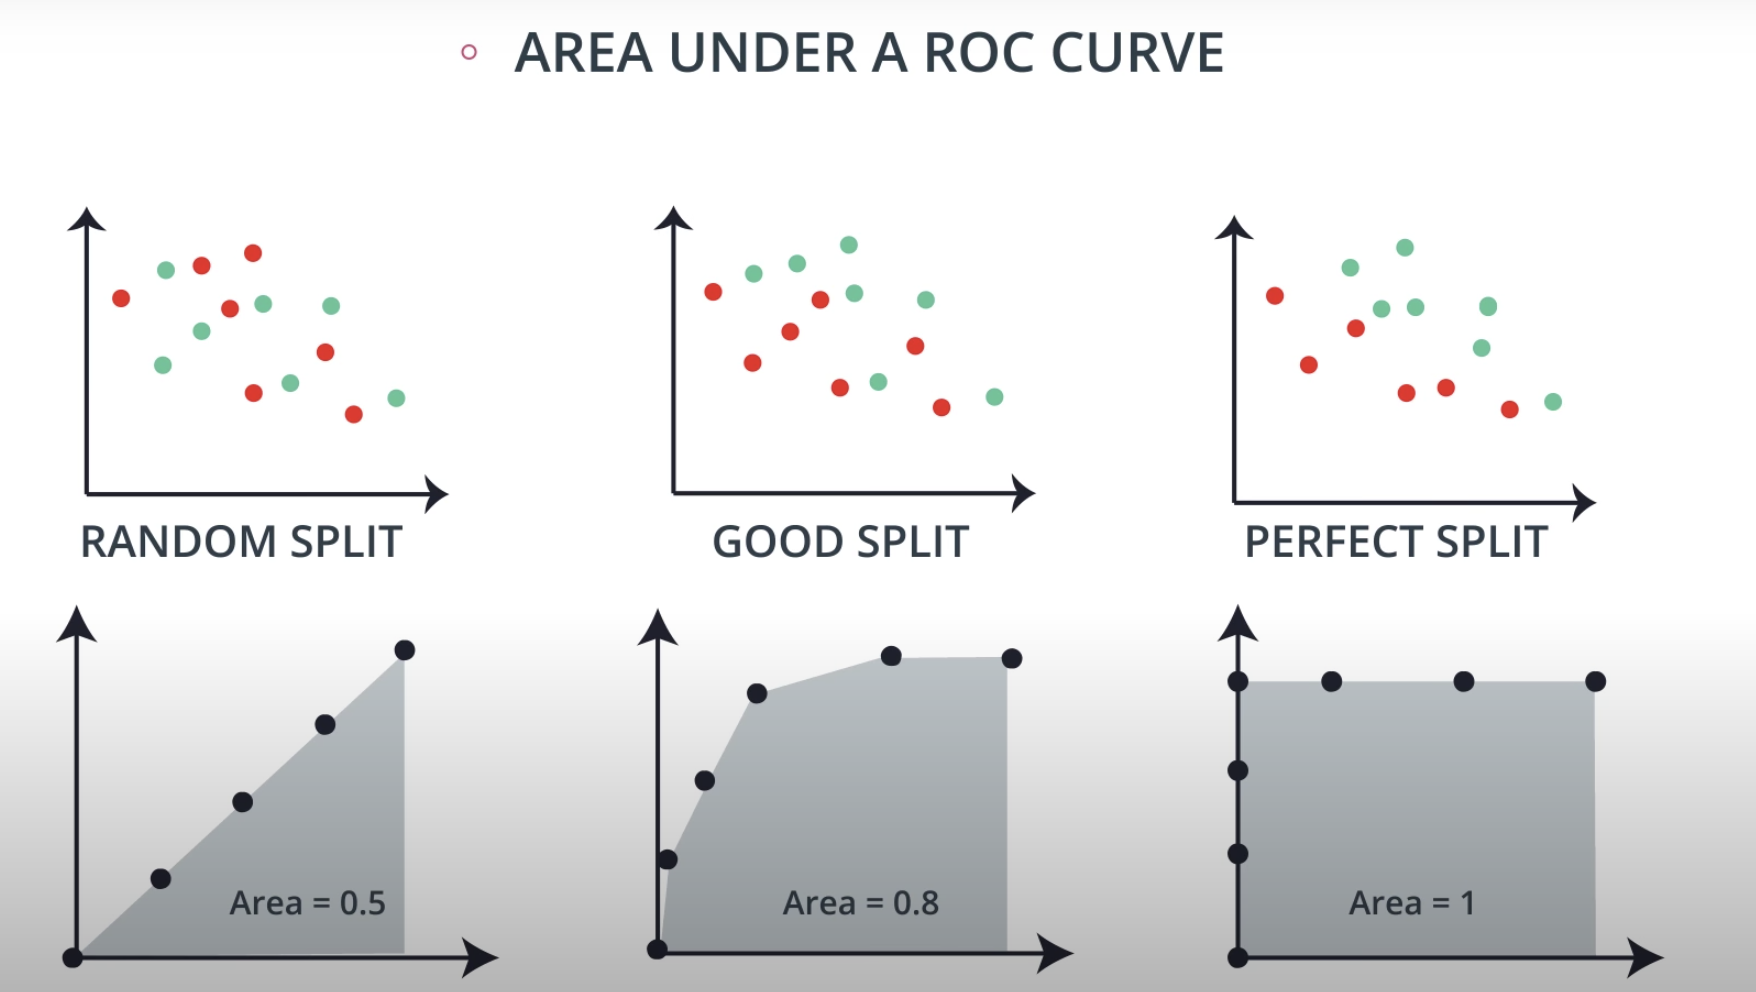 AREA UNDER A ROC CURVE
RANDOM SPLIT
GOOD SPLIT
PERFECT SPLIT
Area = 0.5
Area = 0.8
Area = 1